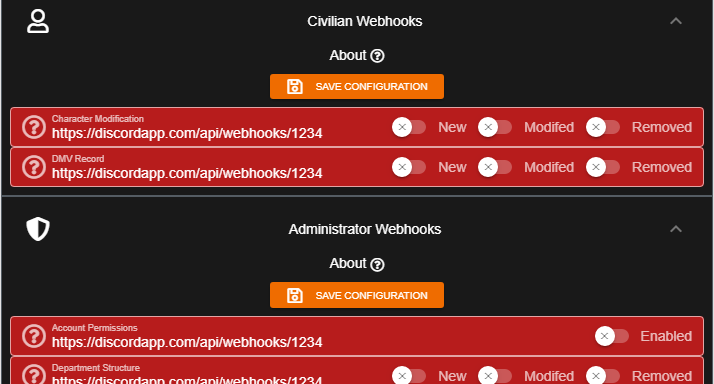 Civilian Webhooks
About
SAVE CONFIGURATION
Character Modification
https://discordapp.com/api/webhooks/1234
New Modifed Removed
DMV Record
https://discordapp.com/api/webhooks/1234
New Modifed Removed
Administrator Webhooks
About
SAVE CONFIGURATION
Account Permissions
https://discordapp.com/api/webhooks/1234
Enabled
Department Structure
https://discordapp.com/api/webhooks/1234
New Modifed Removed